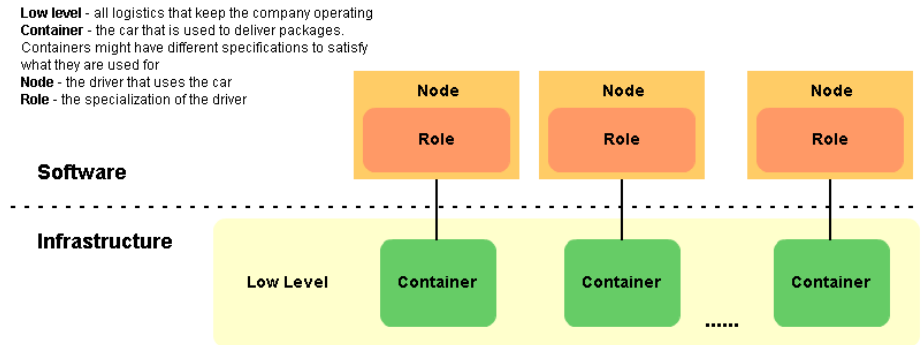 Low level - all logistics that keep the company operating
Container - the car that is used to deliver packages.
Containers might have different specifications to satisfy
what they are used for
Node - the driver that uses the car
Role - the specialization of the driver
Node
Node
Node
Role
Role
Role
Software
Infrastructure
Low Level
Container
Container
Container
......